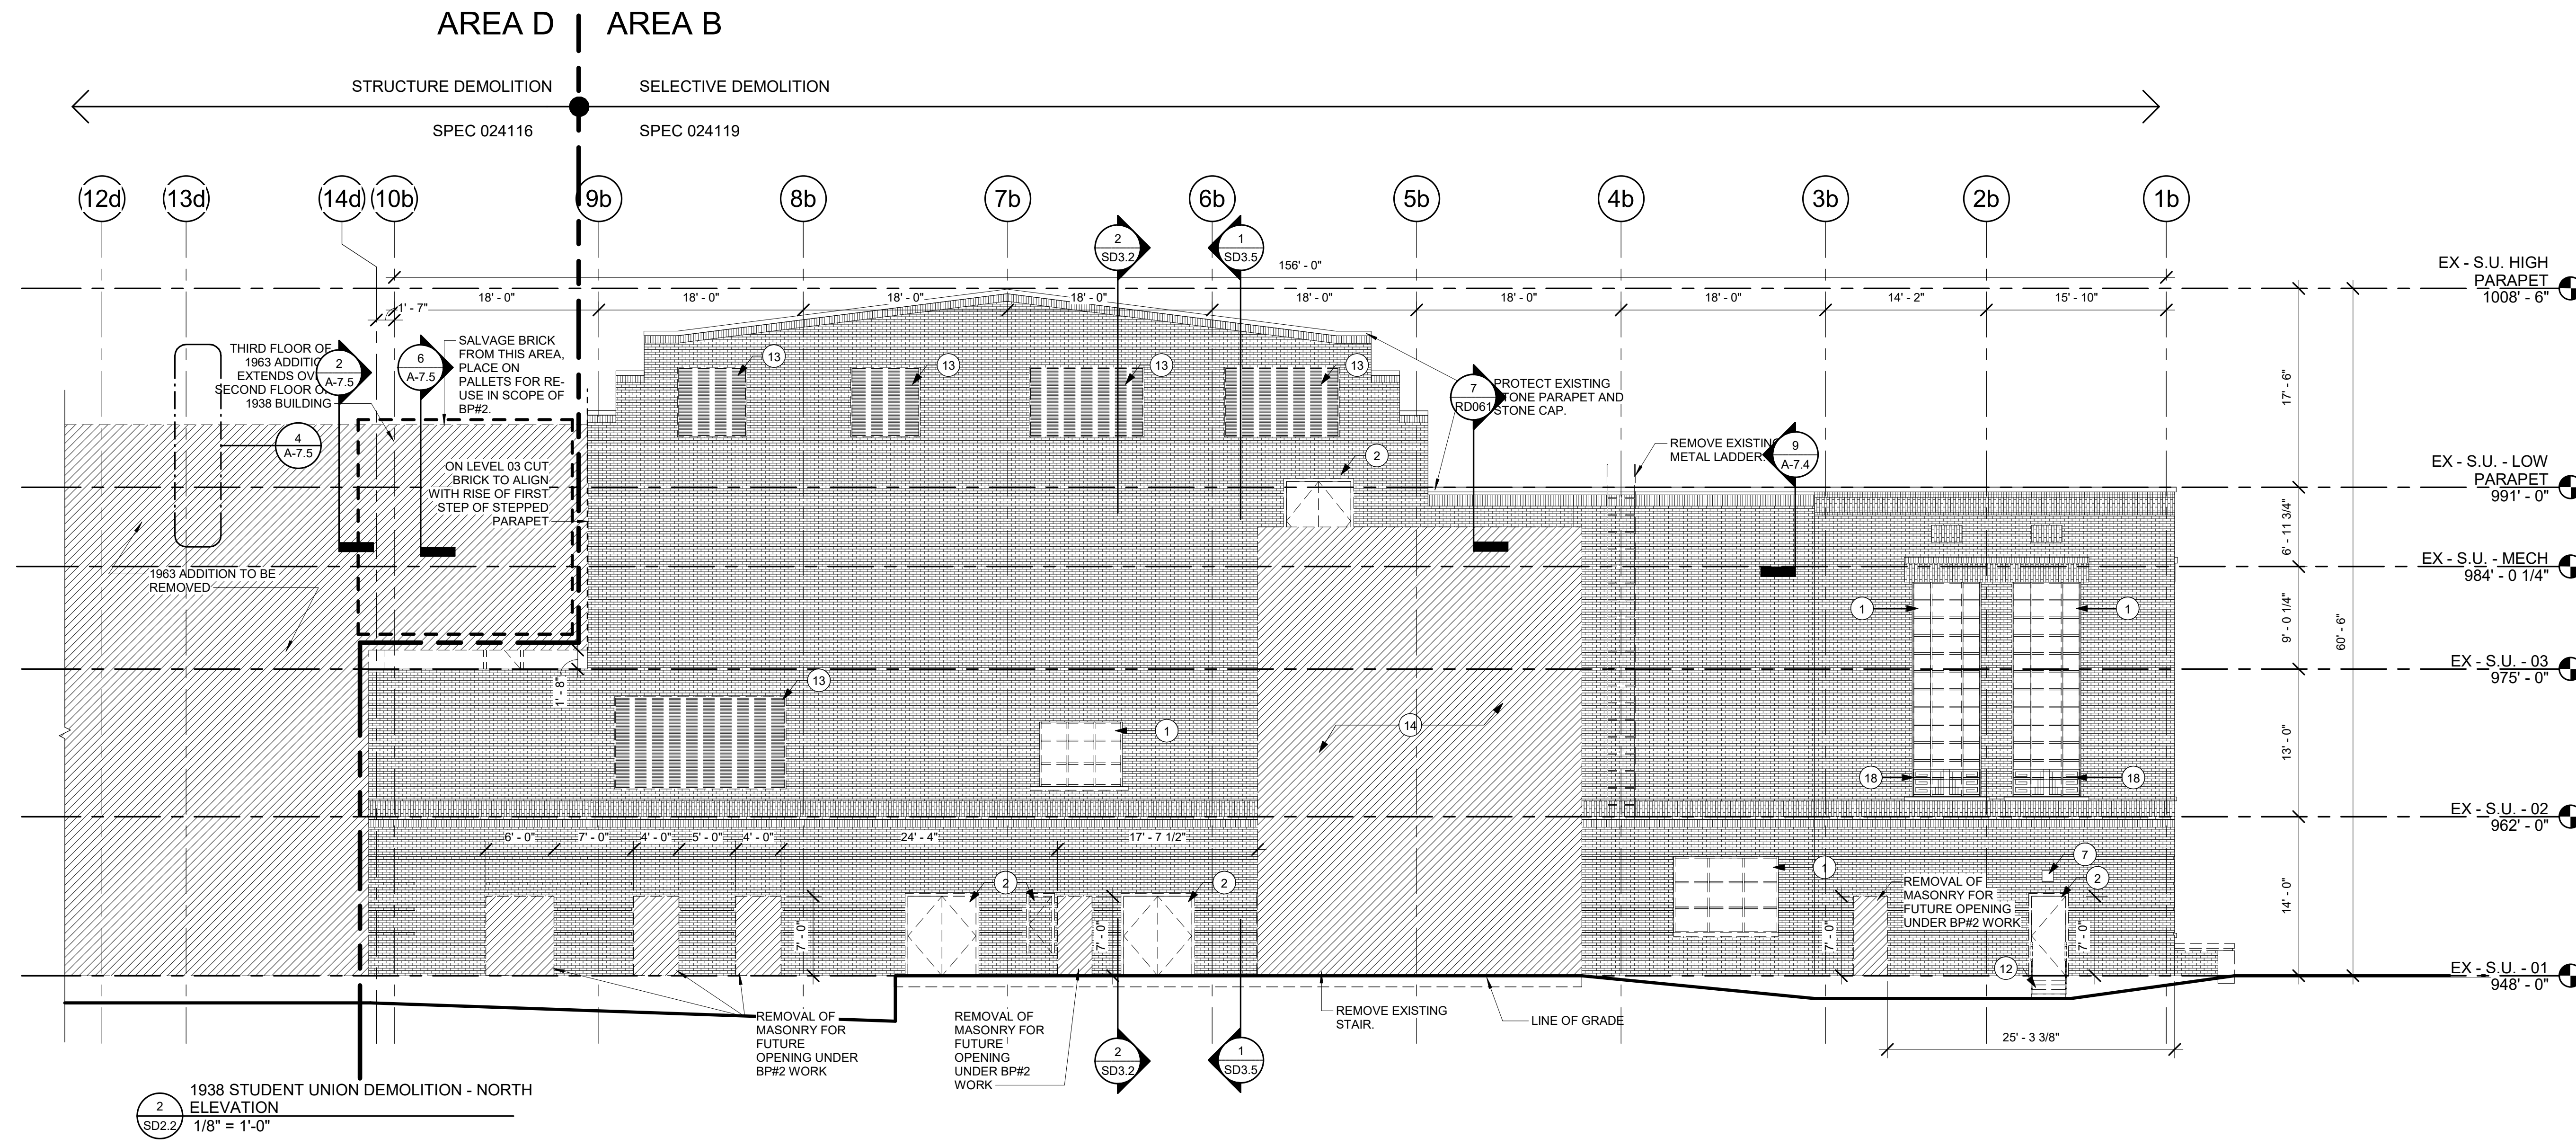 AREA D
AREA B
STRUCTURE DEMOLITION
SELECTIVE DEMOLITION
SPEC 024116
SPEC 024119
12d
13d
14d
10b
9b
8b
7b
6b
5b
4b
3b
2b
1b
2
SD3.2
1
SD3.5
156' - 0"
1' - 7"
18' - 0"
18' - 0"
18' - 0"
18' - 0"
18' - 0"
18' - 0"
18' - 0"
14' - 2"
15' - 10"
EX - S.U. HIGH
PARAPET
1008' - 6"
THIRD FLOOR OF
1963 ADDITI
EXTENDS OV
SECOND FLOOR O
1938 BUILDING
2
A-7.5
6
A-7.5
4
A-7.5
SALVAGE BRICK
FROM THIS AREA,
PLACE ON
PALLETS FOR RE-
USE IN SCOPE OF
BP#2.
ON LEVEL 03 CUT
BRICK TO ALIGN
WITH RISE OF FIRST
STEP OF STEPPED
PARAPET
13
13
13
13
2
7
RD061
PROTECT EXISTING
STONE PARAPET AND
STONE CAP.
REMOVE EXISTING
METAL LADDER.
9
A-7.4
17' - 6"
EX - S.U. - LOW
PARAPET
991' - 0"
6' - 11 3/4"
EX - S.U. - MECH
984' - 0 1/4"
1963 ADDITION TO BE
REMOVED
1
1
9' - 0 1/4"
60' - 6"
EX - S.U. - 03
975' - 0"
1' - 8"
13
1
14
18
18
13' - 0"
EX - S.U. - 02
962' - 0"
6' - 0"
7' - 0"
4' - 0"
5' - 0"
4' - 0"
24' - 4"
17' - 7 1/2"
2
2
1
7
2
REMOVAL OF
MASONRY FOR
FUTURE OPENING
UNDER BP#2 WORK
7' - 0"
7' - 0"
7' - 0"
7' - 0"
12
14' - 0"
EX - S.U. - 01
948' - 0"
REMOVAL OF
MASONRY FOR
FUTURE
OPENING UNDER
BP#2 WORK
REMOVAL OF
MASONRY FOR
FUTURE
OPENING
UNDER BP#2
WORK
REMOVE EXISTING
STAIR.
LINE OF GRADE
25' - 3 3/8"
2
SD3.2
1
SD3.5
2
SD2.2
1938 STUDENT UNION DEMOLITION - NORTH
ELEVATION
1/8" = 1'-0"